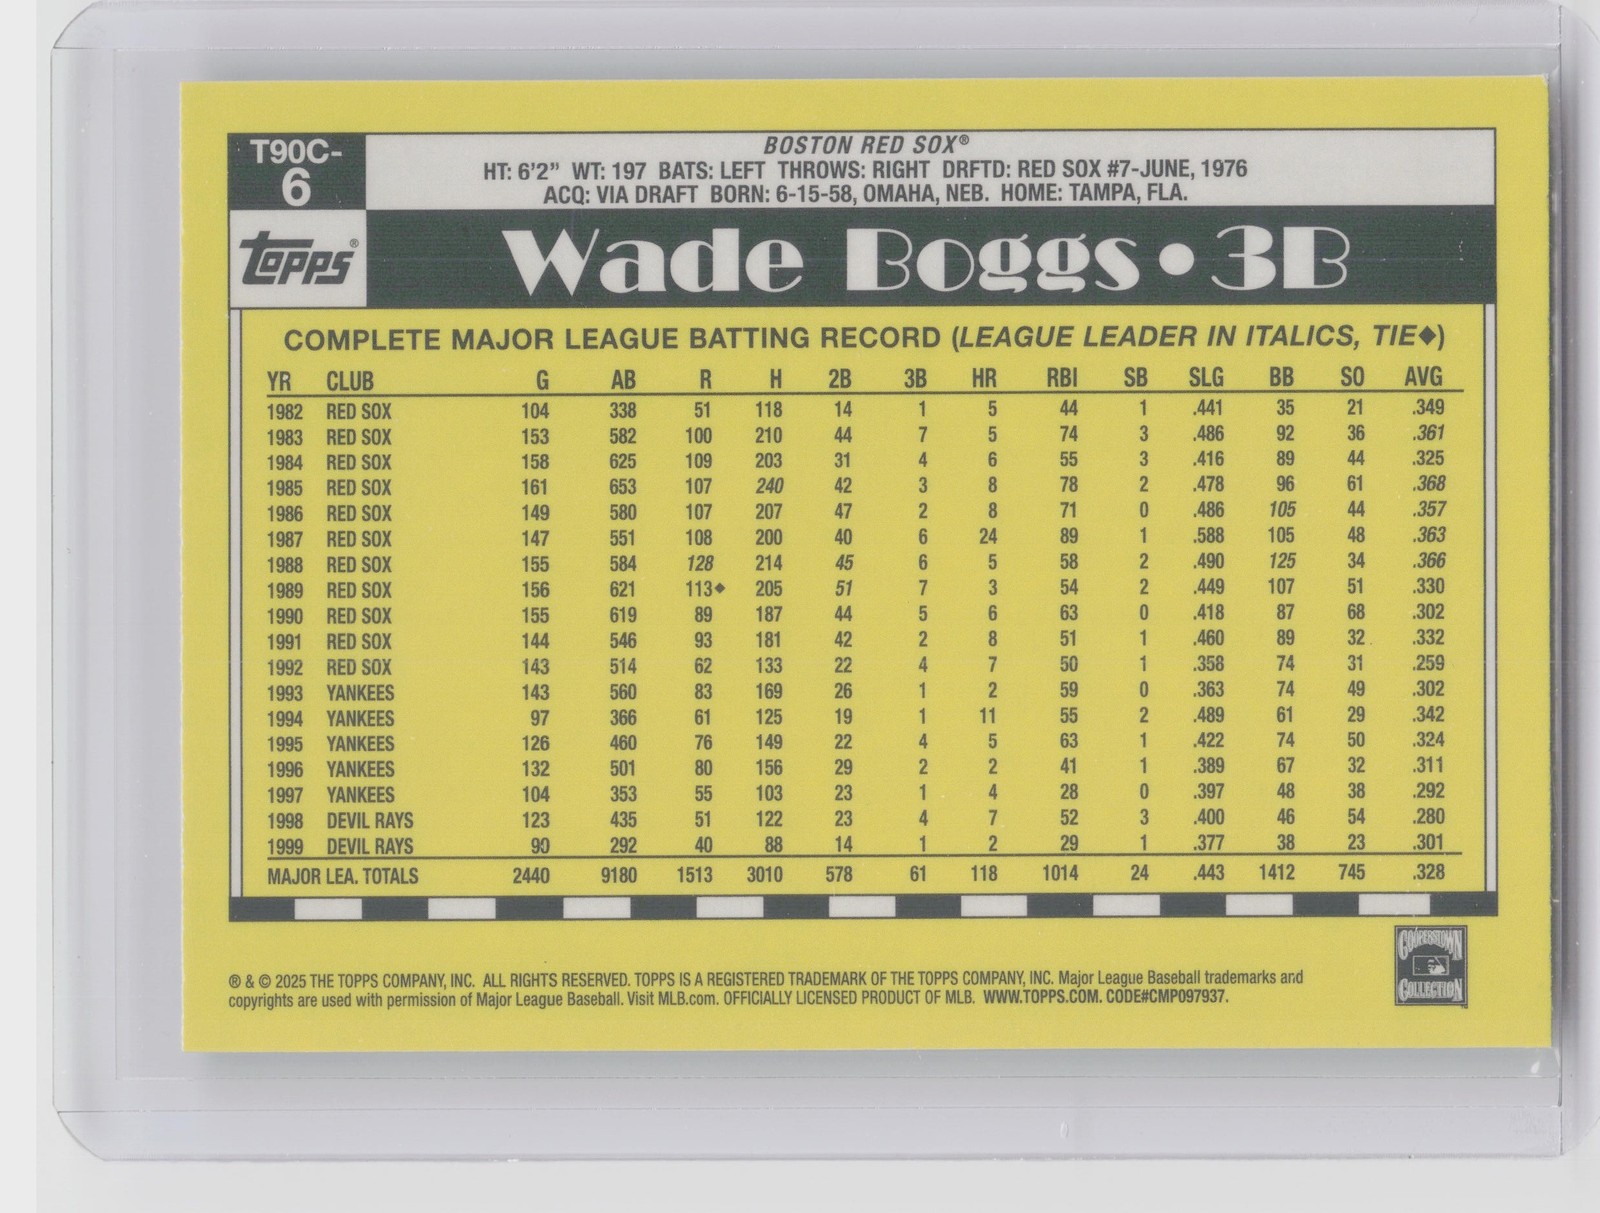 T90C-
6
BOSTON RED SOX®
HT: 6'2" WT: 197 BATS: LEFT THROWS: RIGHT DRFTD: RED SOX #7-JUNE, 1976
ACQ: VIA DRAFT BORN: 6-15-58, OMAHA, NEB. HOME: TAMPA, FLA.
topps®
Wade Boggs • 3B
COMPLETE MAJOR LEAGUE BATTING RECORD (LEAGUE LEADER IN ITALICS, TIE◆)
YR CLUB G AB R H 2B 3B HR RBI SB SLG BB SO AVG
1982 RED SOX 104 338 51 118 14 1 5 44 1 .441 35 21 .349
1983 RED SOX 153 582 100 210 44 7 5 74 3 .486 92 36 .361
1984 RED SOX 158 625 109 203 31 4 6 55 3 .416 89 44 .325
1985 RED SOX 161 653 107 240 42 3 8 78 2 .478 96 61 .368
1986 RED SOX 149 580 107 207 47 2 8 71 0 .486 105 44 .357
1987 RED SOX 147 551 108 200 40 6 24 89 1 .588 105 48 .363
1988 RED SOX 155 584 128 214 45 6 5 58 2 .490 125 34 .366
1989 RED SOX 156 621 113◆ 205 51 7 3 54 2 .449 107 51 .330
1990 RED SOX 155 619 89 187 44 5 6 63 0 .418 87 68 .302
1991 RED SOX 144 546 93 181 42 2 8 51 1 .460 89 32 .332
1992 RED SOX 143 514 62 133 22 4 7 50 1 .358 74 31 .259
1993 YANKEES 143 560 83 169 26 1 2 59 0 .363 74 49 .302
1994 YANKEES 97 366 61 125 19 1 11 55 2 .489 61 29 .342
1995 YANKEES 126 460 76 149 22 4 5 63 1 .422 74 50 .324
1996 YANKEES 132 501 80 156 29 2 2 41 1 .389 67 32 .311
1997 YANKEES 104 353 55 103 23 1 4 28 0 .397 48 38 .292
1998 DEVIL RAYS 123 435 51 122 23 4 7 52 3 .400 46 54 .280
1999 DEVIL RAYS 90 292 40 88 14 1 2 29 1 .377 38 23 .301
MAJOR LEA. TOTALS 2440 9180 1513 3010 578 61 118 1014 24 .443 1412 745 .328
COOPERSTOWN
COLLECTION
® & © 2025 THE TOPPS COMPANY, INC. ALL RIGHTS RESERVED. TOPPS IS A REGISTERED TRADEMARK OF THE TOPPS COMPANY, INC. Major League Baseball trademarks and
copyrights are used with permission of Major League Baseball. Visit MLB.com. OFFICIALLY LICENSED PRODUCT OF MLB. WWW.TOPPS.COM. CODE#CMP097937.